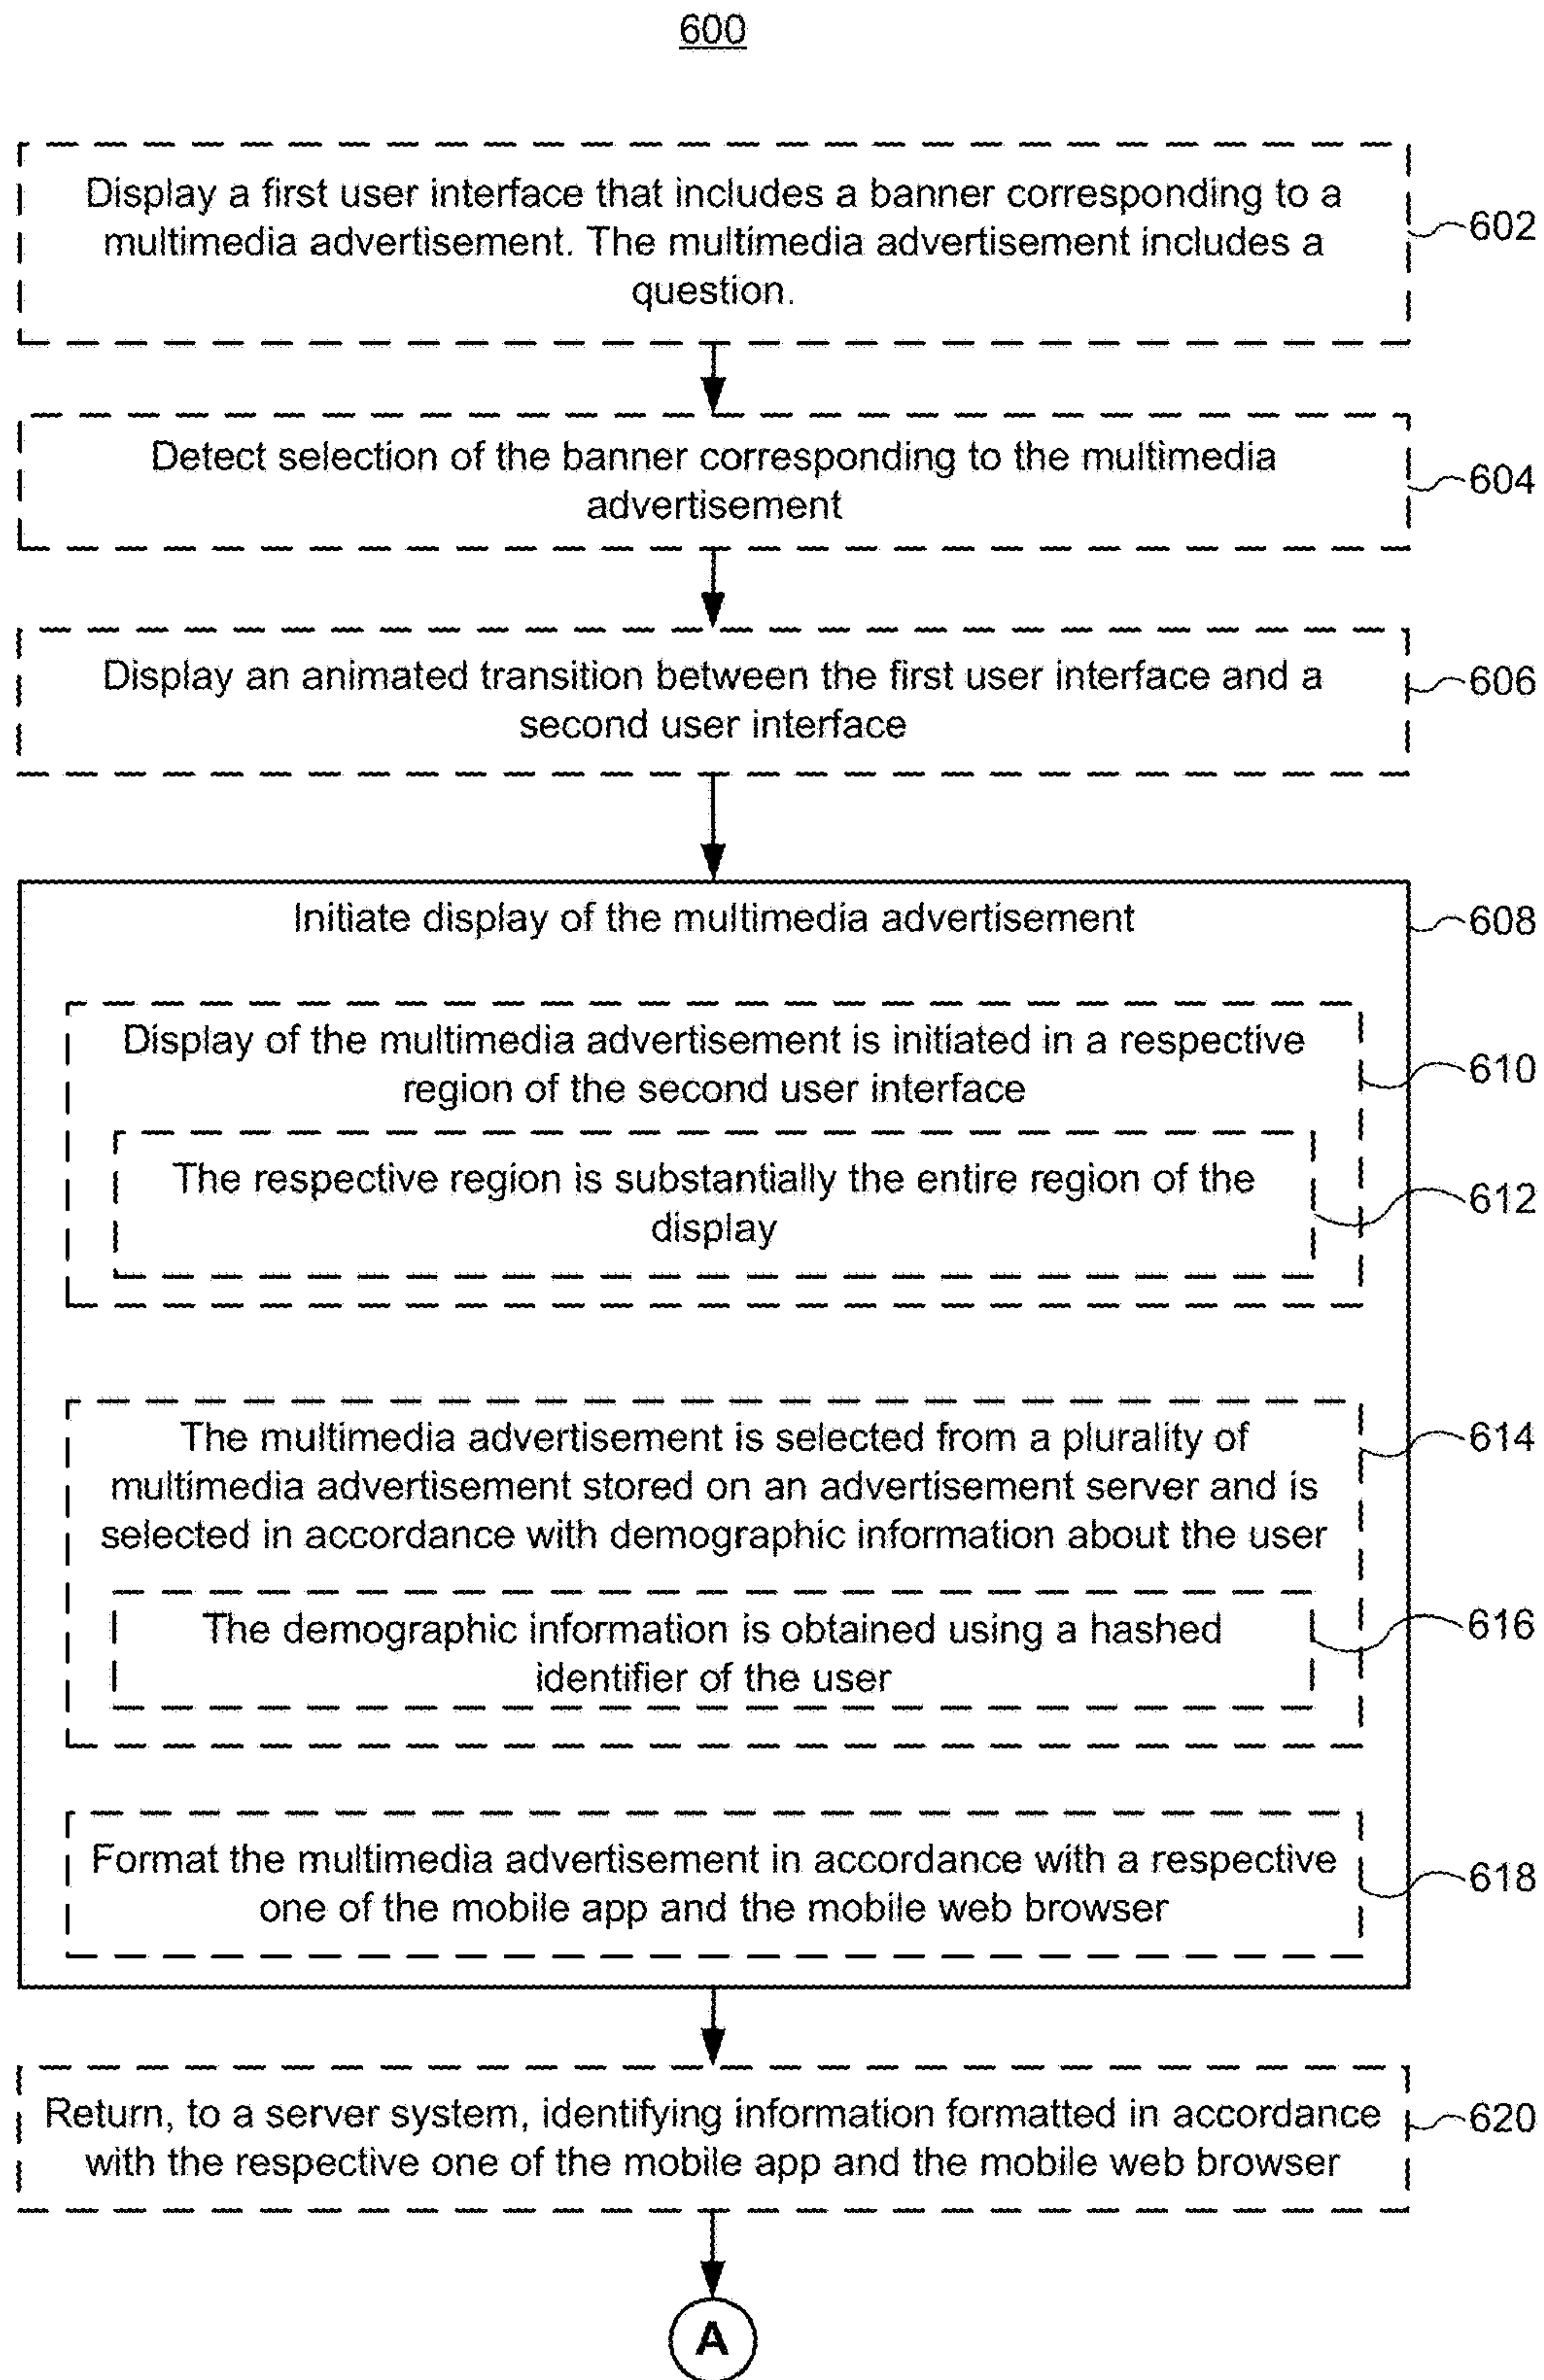 600
Display a first user interface that includes a banner corresponding to a
multimedia advertisement. The multimedia advertisement includes a
question.
602
Detect selection of the banner corresponding to the multimedia
advertisement
604
Display an animated transition between the first user interface and a
second user interface
606
Initiate display of the multimedia advertisement
608
Display of the multimedia advertisement is initiated in a respective
region of the second user interface
610
The respective region is substantially the entire region of the
display
612
The multimedia advertisement is selected from a plurality of
multimedia advertisement stored on an advertisement server and is
selected in accordance with demographic information about the user
614
The demographic information is obtained using a hashed
identifier of the user
616
Format the multimedia advertisement in accordance with a respective
one of the mobile app and the mobile web browser
618
Return, to a server system, identifying information formatted in accordance
with the respective one of the mobile app and the mobile web browser
620
A